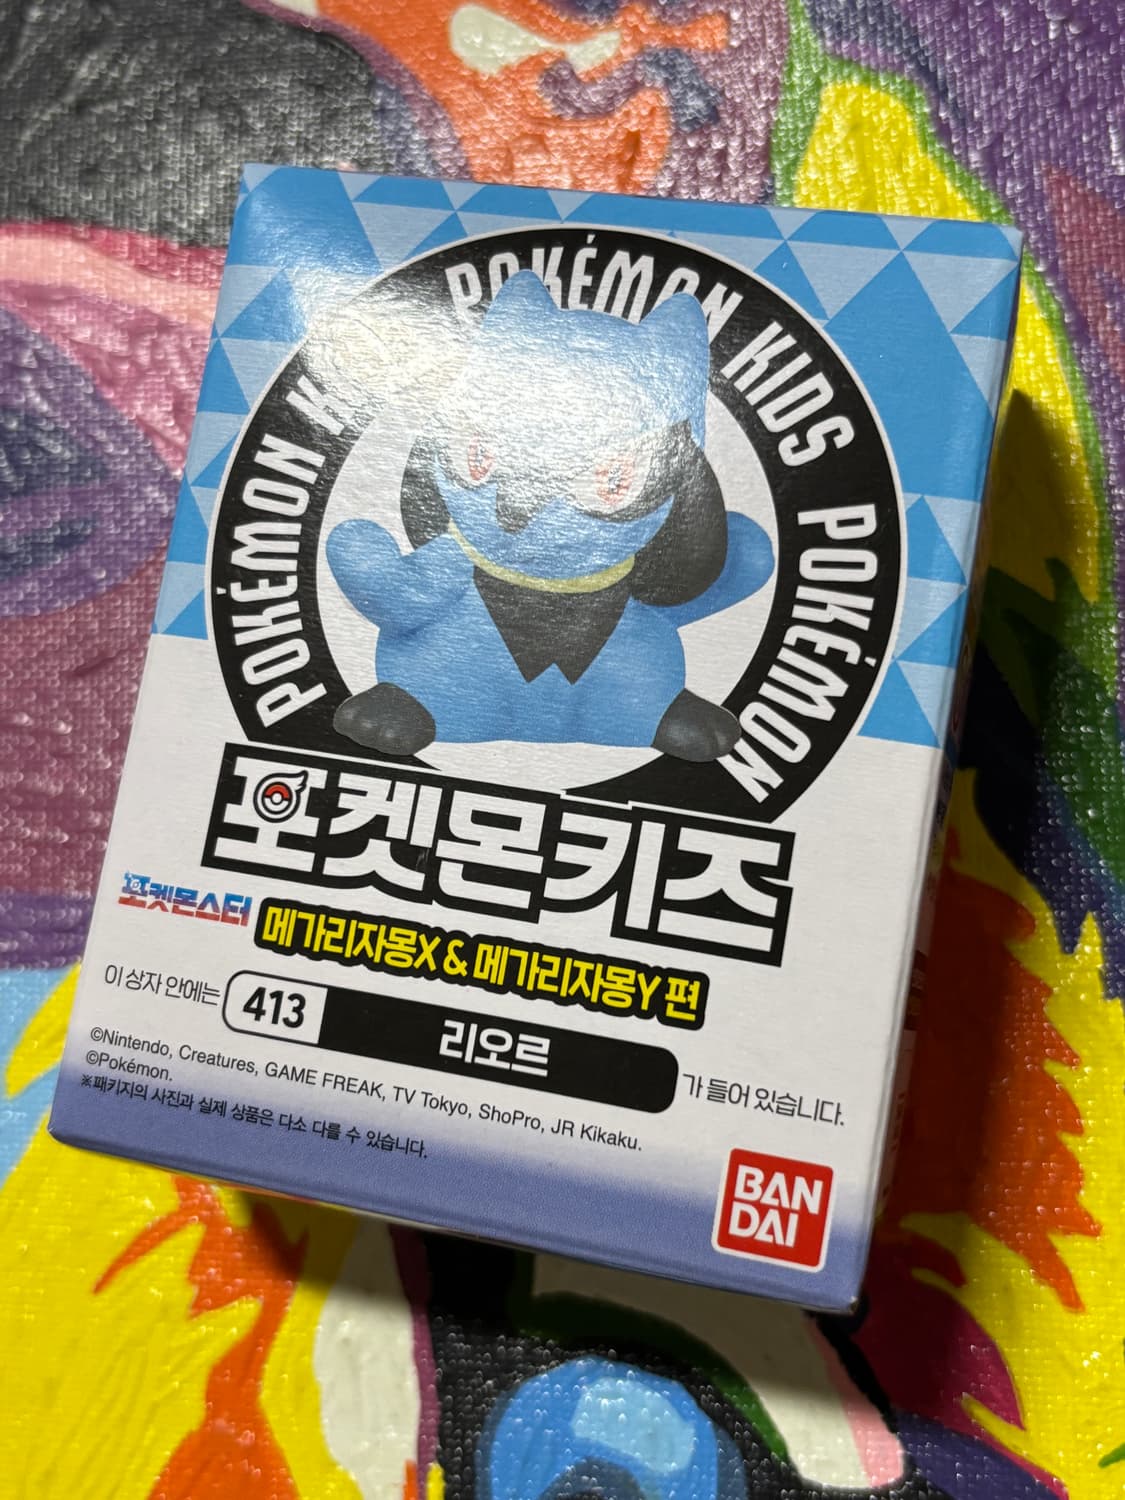 POKÉMON K
POKÉMON KIDS
POKÉMON
포켓몬키즈
포켓몬스터
메가리자몽X & 메가리자몽Y 편
이 상자 안에는 413 리오르 가 들어 있습니다.
©Nintendo, Creatures, GAME FREAK, TV Tokyo, ShoPro, JR Kikaku.
©Pokémon.
※패키지의 사진과 실제 상품은 다소 다를 수 있습니다.
BAN
DAI